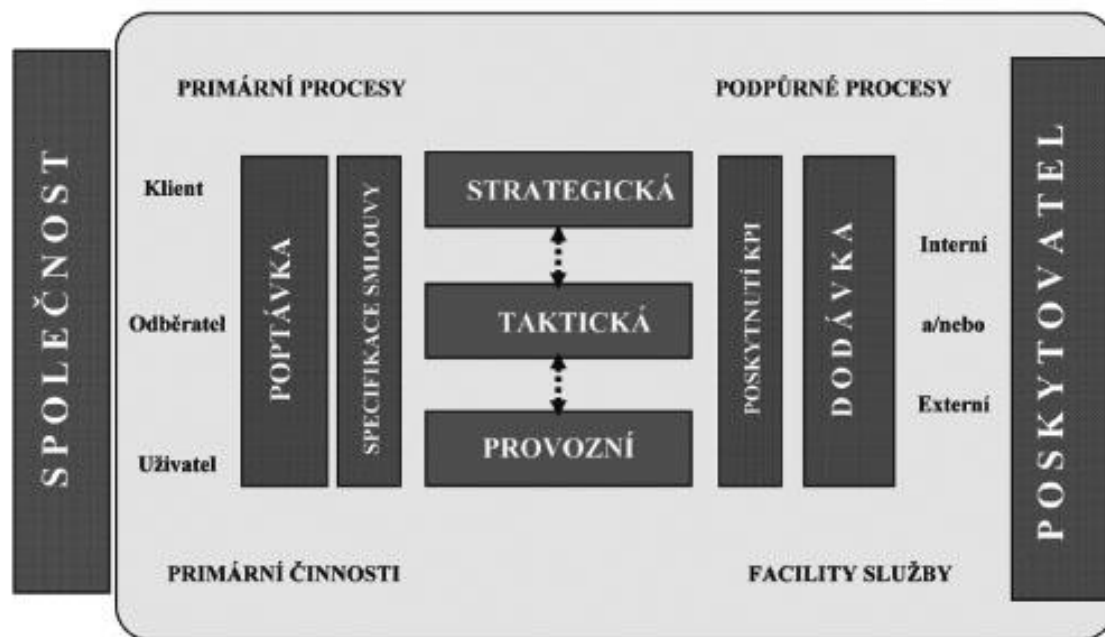 SPOLEČNOST
PRIMÁRNÍ PROCESY
PODPŮRNÉ PROCESY
Klient
Odběratel
Uživatel
POPTÁVKA
SPECIFIKACE SMLOUVY
STRATEGICKÁ
TAKTICKÁ
PROVOZNÍ
POSKYTNUTÍ KPI
DODÁVKA
Interní
a/nebo
Externí
PRIMÁRNÍ ČINNOSTI
FACILITY SLUŽBY
POSKYTOVATEL